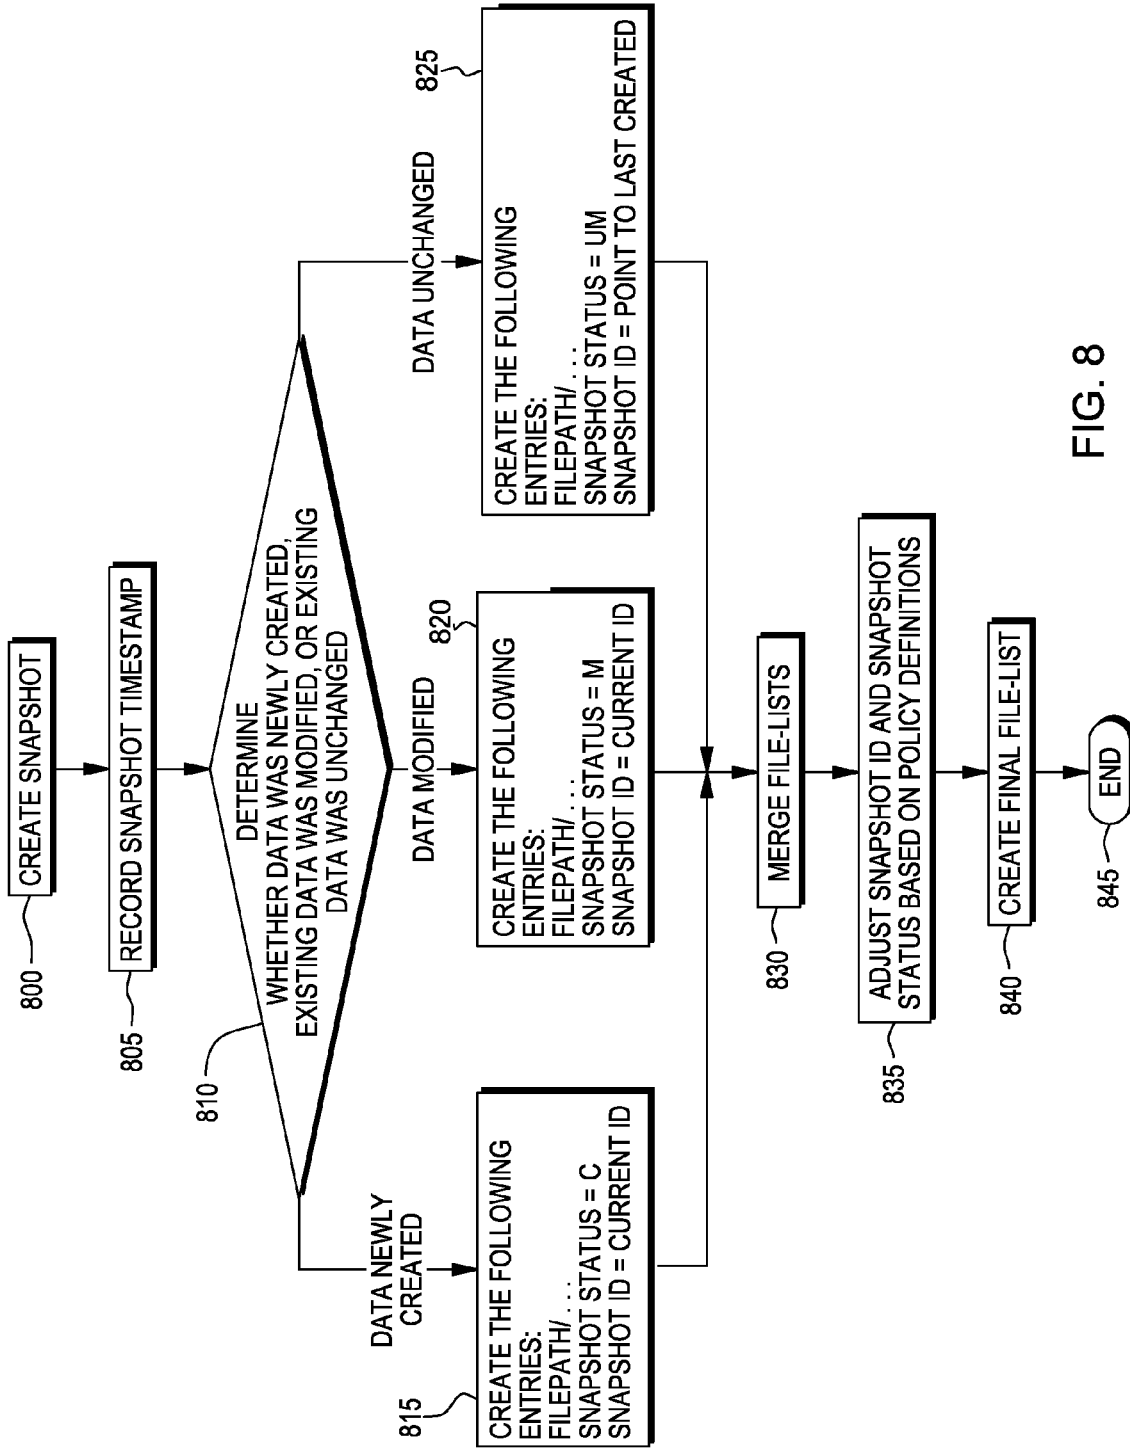 CREATE SNAPSHOT
800
RECORD SNAPSHOT TIMESTAMP
805
DETERMINE
WHETHER DATA WAS NEWLY CREATED,
EXISTING DATA WAS MODIFIED, OR EXISTING
DATA WAS UNCHANGED
810
DATA NEWLY
CREATED
DATA MODIFIED
DATA UNCHANGED
815
CREATE THE FOLLOWING
ENTRIES:
FILEPATH/ . . .
SNAPSHOT STATUS = C
SNAPSHOT ID = CURRENT ID
820
CREATE THE FOLLOWING
ENTRIES:
FILEPATH/ . . .
SNAPSHOT STATUS = M
SNAPSHOT ID = CURRENT ID
825
CREATE THE FOLLOWING
ENTRIES:
FILEPATH/ . . .
SNAPSHOT STATUS = UM
SNAPSHOT ID = POINT TO LAST CREATED
MERGE FILE-LISTS
830
ADJUST SNAPSHOT ID AND SNAPSHOT
STATUS BASED ON POLICY DEFINITIONS
835
CREATE FINAL FILE-LIST
840
END
845
FIG. 8